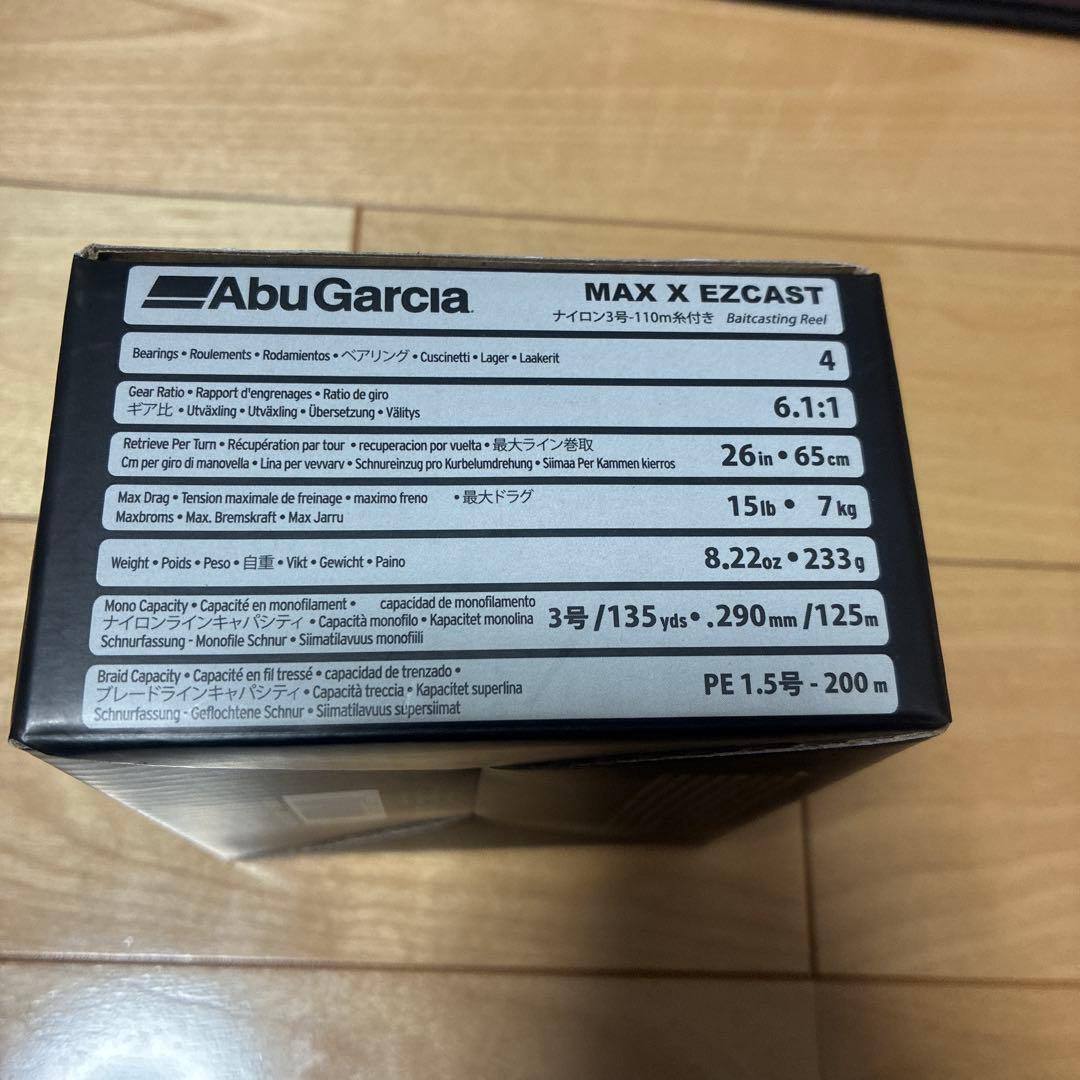 AbuGarcia MAX X EZCAST
ナイロン3号-110m糸付き Baitcasting Reel
Bearings • Roulements • Rodamientos • ベアリング • Cuscinetti • Lager • Laakerit 4
Gear Ratio • Rapport d'engrenages • Ratio de giro
ギア比 • Utväxling • Utväxling • Übersetzung • Välitys 6.1:1
Retrieve Per Turn • Récupération par tour • recuperacion por vuelta • 最大ライン巻取
Cm per giro di manovella • Lina per vevvarv • Schnureinzug pro Kurbelumdrehung • Siimaa Per Kammen kierros 26in • 65cm
Max Drag • Tension maximale de freinage • maximo freno • 最大ドラグ
Maxbroms • Max. Bremskraft • Max Jarru 15lb • 7kg
Weight • Poids • Peso • 自重 • Vikt • Gewicht • Paino 8.22oz • 233g
Mono Capacity • Capacité en monofilament • capacidad de monofilamento
ナイロンラインキャパシティ • Capacità monofilo • Kapacitet monolina 3号/135yds • .290mm/125m
Schnurfassung - Monofile Schnur • Siimatilavuus monofiili
Braid Capacity • Capacité en fil tressé • capacidad de trenzado •
ブレードラインキャパシティ • Capacità treccia • Kapacitet superlina PE 1.5号 - 200m
Schnurfassung - Geflochtene Schnur • Siimatilavuus supersiimat